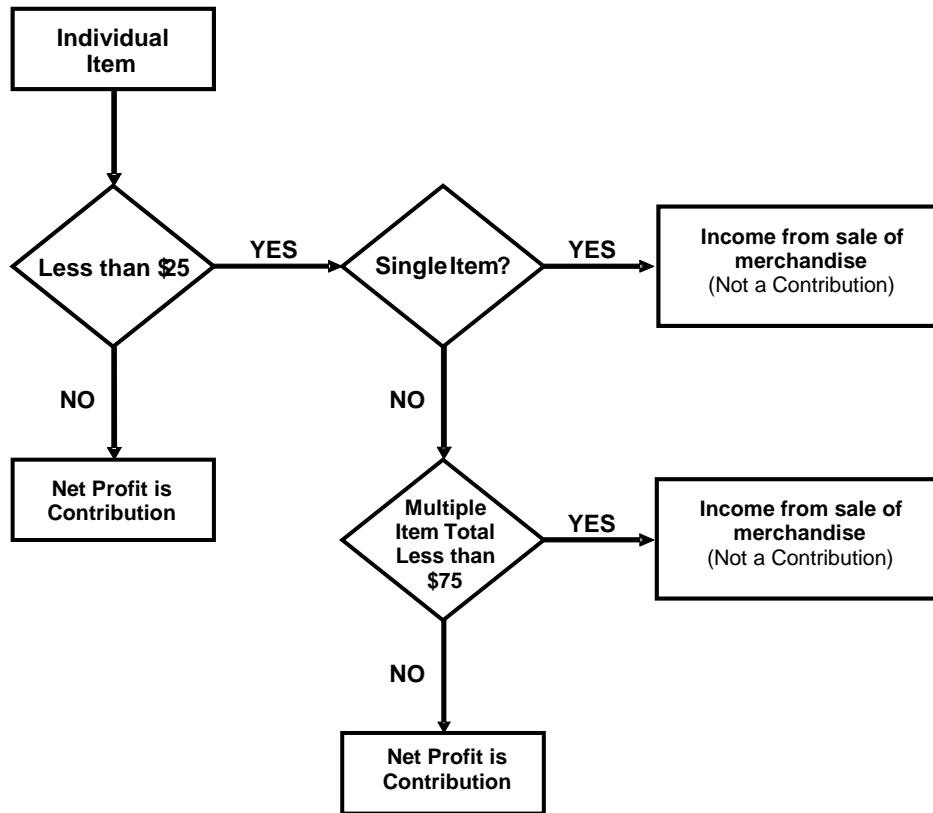 Individual
Item
Less than $25
YES
Single Item?
YES
Income from sale of
merchandise
(Not a Contribution)
NO
NO
Net Profit is
Contribution
Multiple
Item Total
Less than
$75
YES
Income from sale of
merchandise
(Not a Contribution)
NO
Net Profit is
Contribution